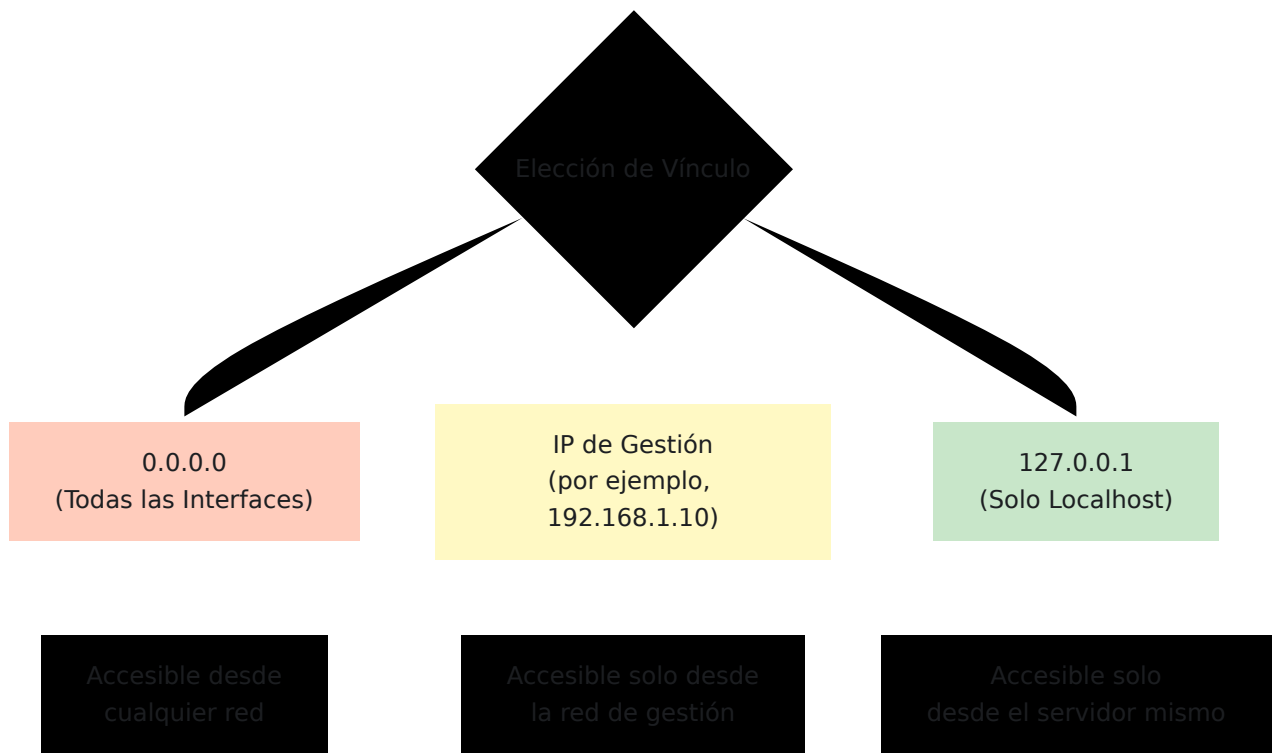 Elección de Vínculo
0.0.0.0
(Todas las Interfaces)
IP de Gestión
(por ejemplo,
192.168.1.10)
127.0.0.1
(Solo Localhost)
Accesible desde
cualquier red
Accesible solo desde
la red de gestión
Accesible solo
desde el servidor mismo